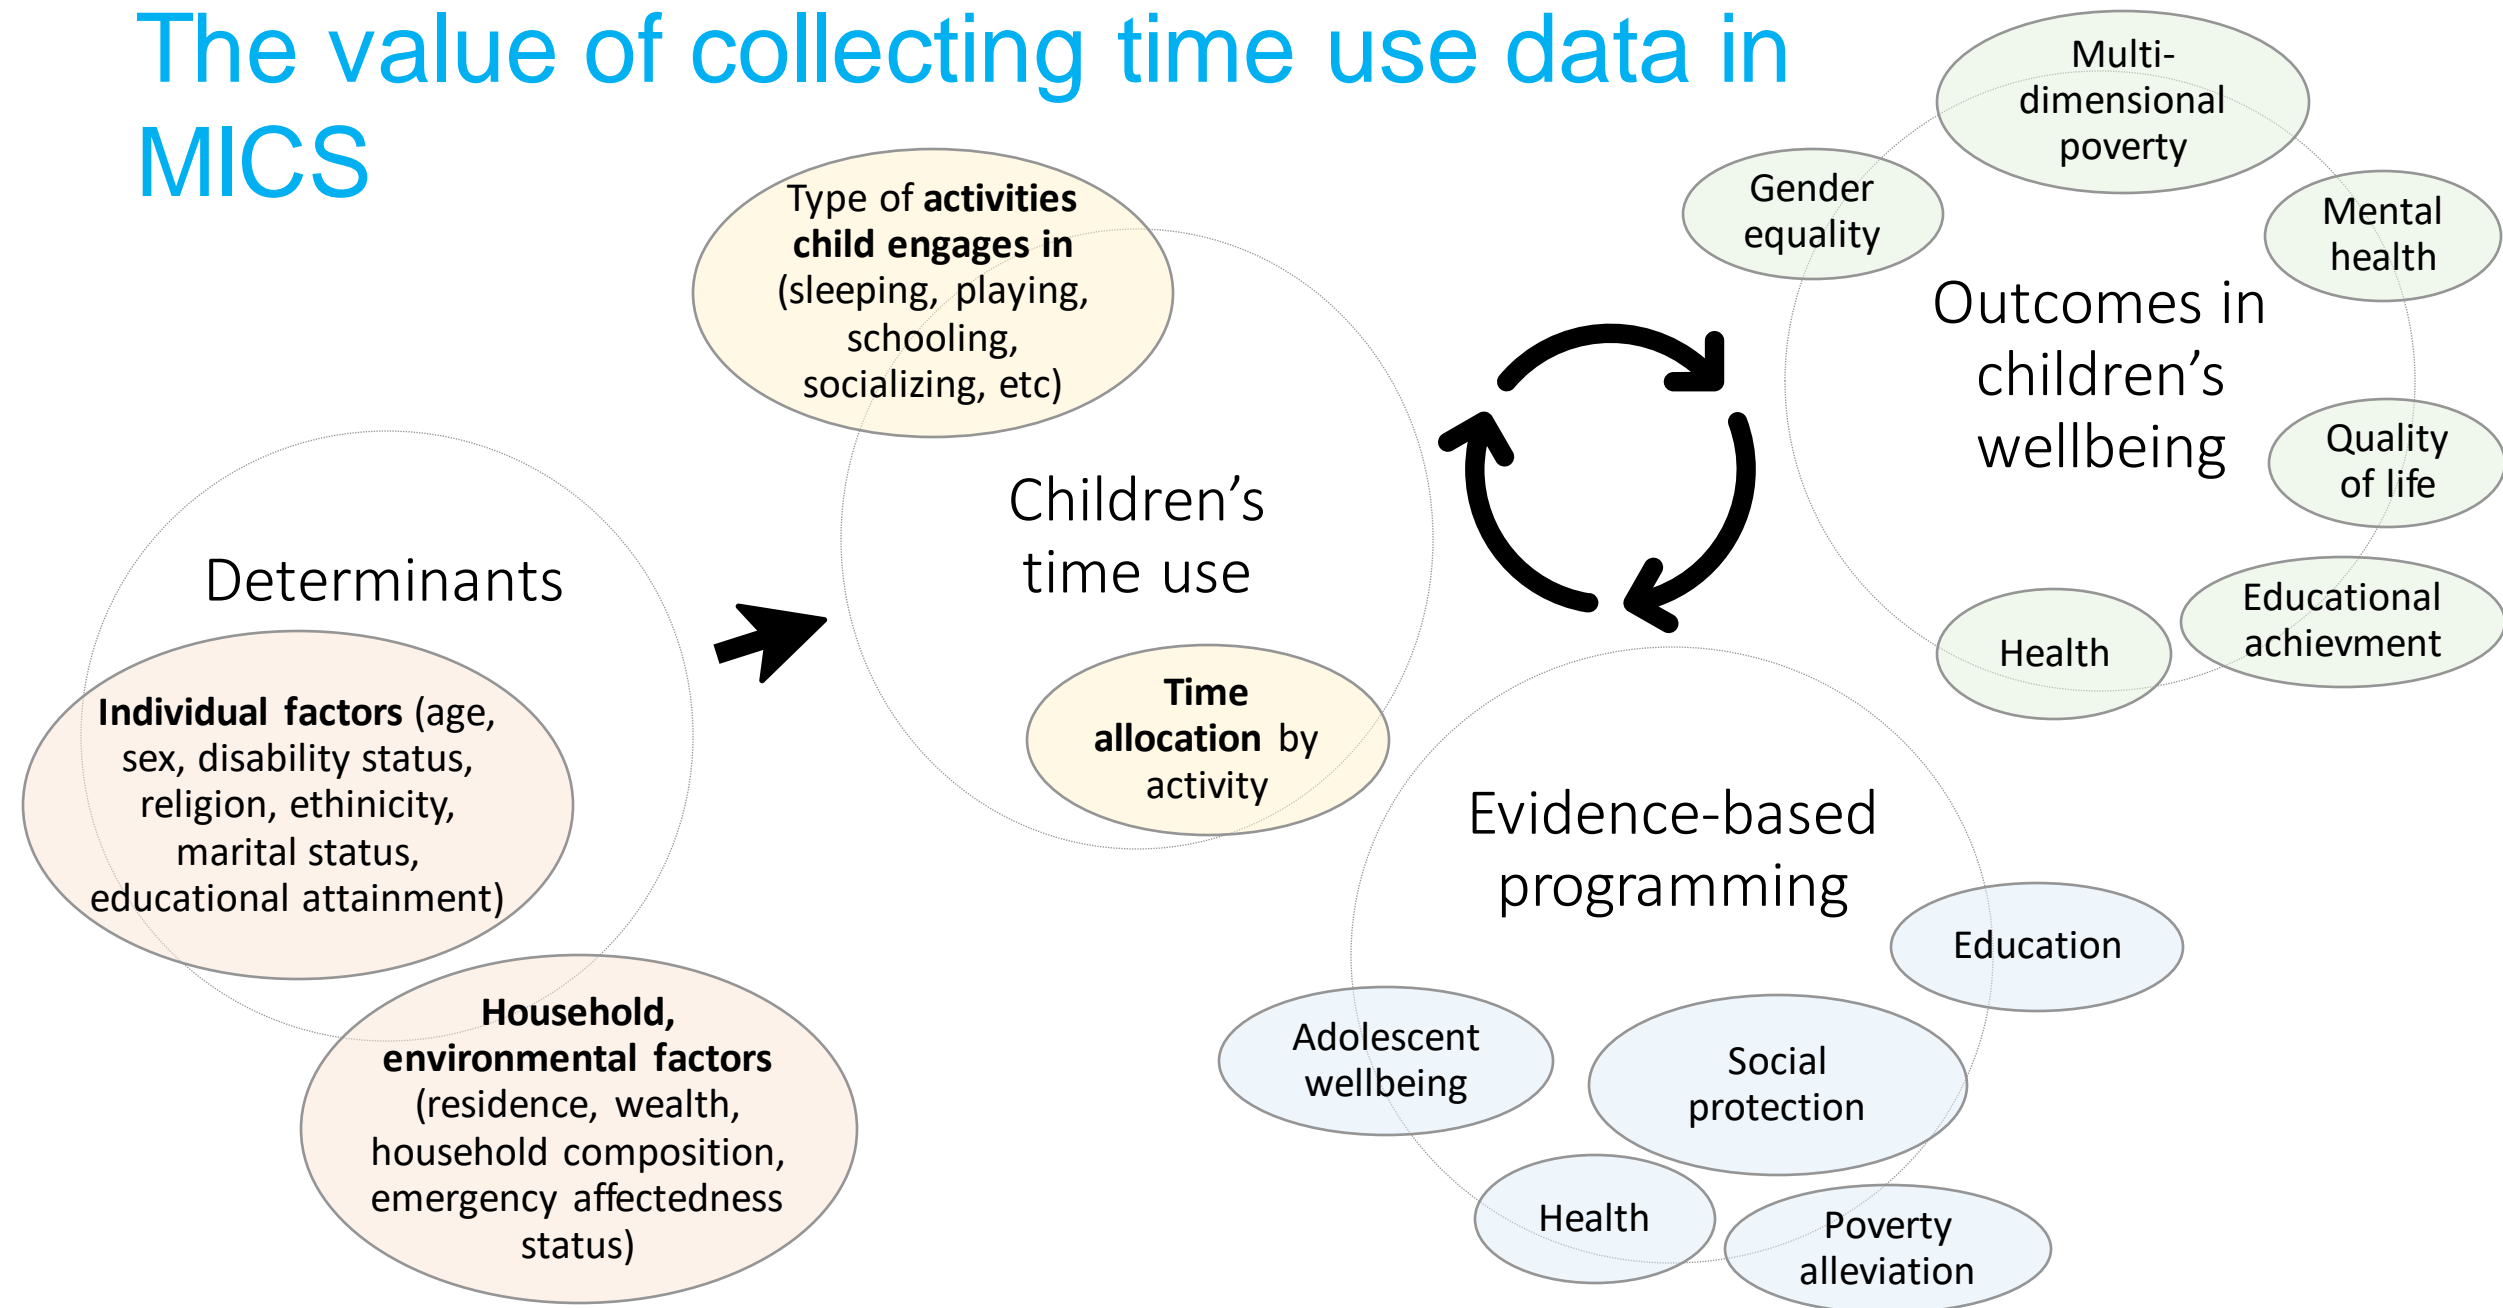 The value of collecting time use data in
MICS
Determinants
Individual factors (age,
sex, disability status,
religion, ethinicity,
marital status,
educational attainment)
Household,
environmental factors
(residence, wealth,
household composition,
emergency affectedness
status)
Type of activities
child engages in
(sleeping, playing,
schooling,
socializing, etc)
Children’s
time use
Time
allocation by
activity
Multi-
dimensional
poverty
Gender
equality
Mental
health
Outcomes in
children’s
wellbeing
Quality
of life
Educational
achievment
Health
Evidence-based
programming
Education
Adolescent
wellbeing
Social
protection
Health
Poverty
alleviation